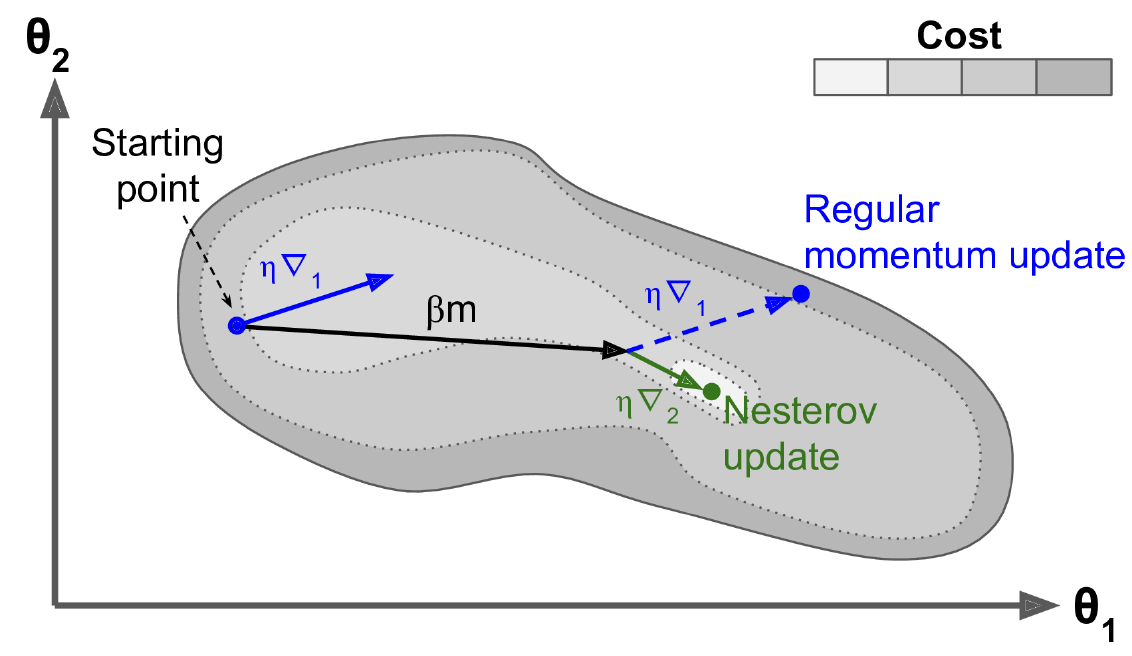 θ2
Cost
Starting
point
η∇1
βm
η∇1
Regular
momentum update
η∇2
Nesterov
update
θ1